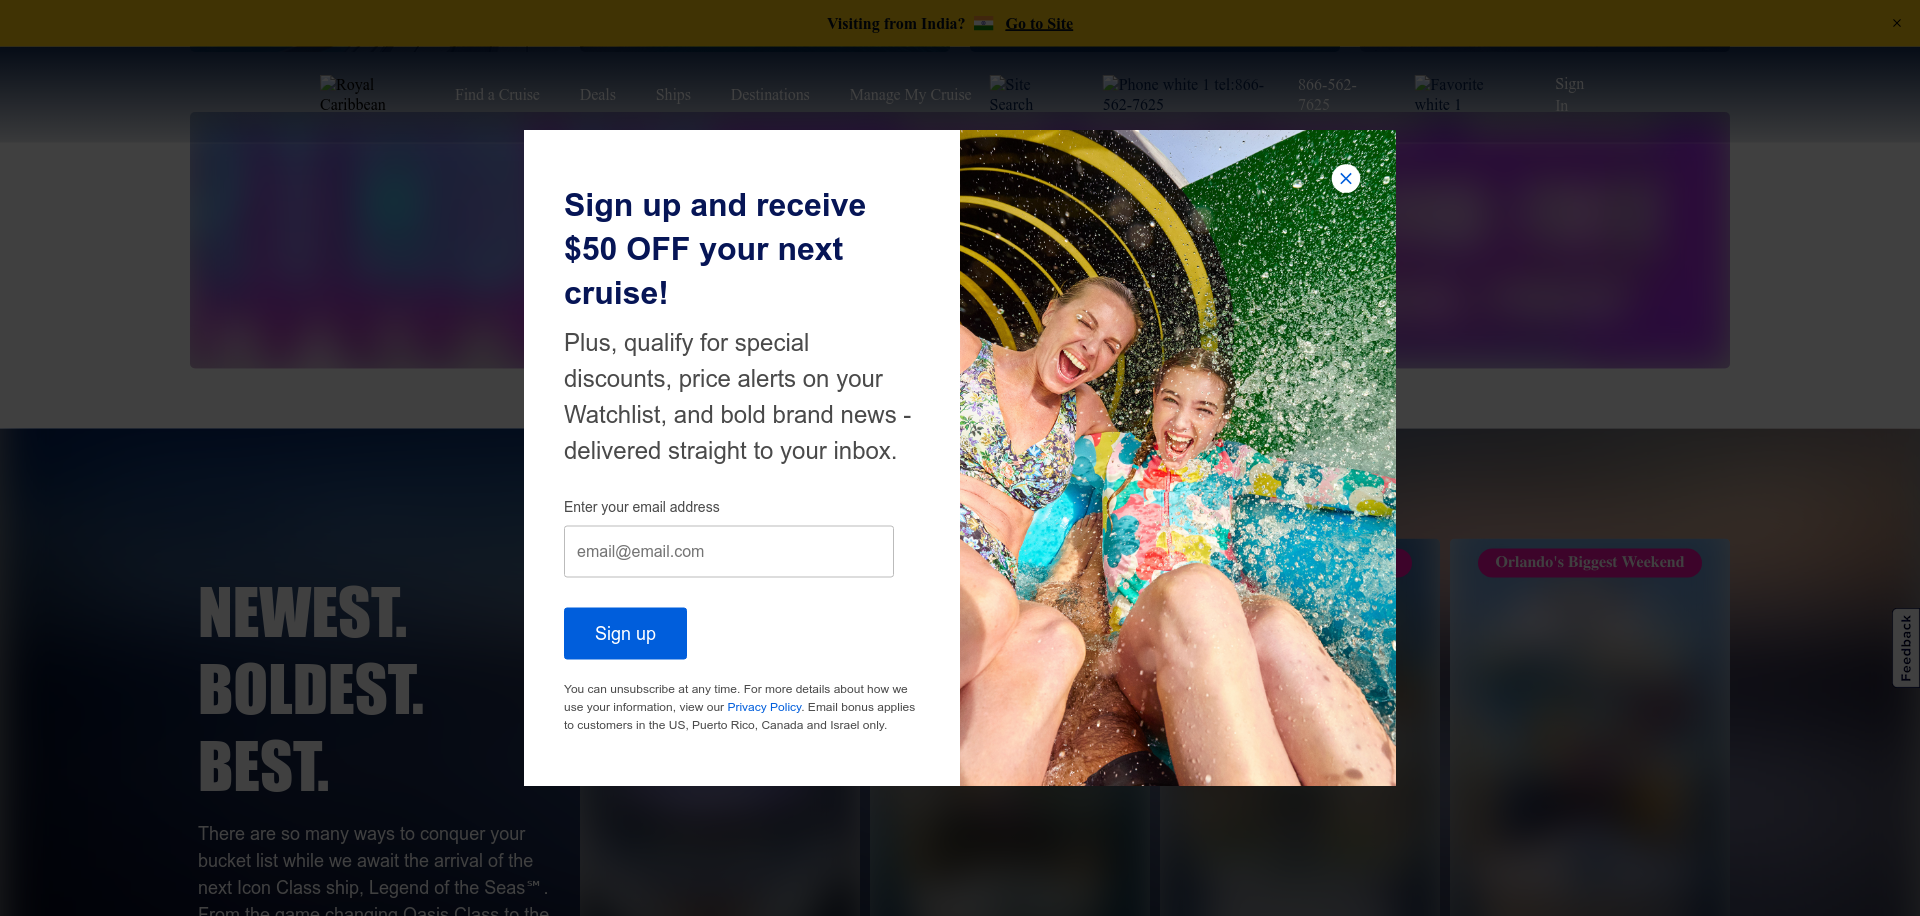 Visiting from India? Go to Site
×
Royal
Caribbean
Find a Cruise
Deals
Ships
Destinations
Manage My Cruise
Site
Search
Phone white 1 tel:866-
562-7625
866-562-
7625
Favorite
white 1
Sign
In
Sign up and receive
$50 OFF your next
cruise!
Plus, qualify for special
discounts, price alerts on your
Watchlist, and bold brand news -
delivered straight to your inbox.
Enter your email address
email@email.com
Sign up
You can unsubscribe at any time. For more details about how we
use your information, view our Privacy Policy. Email bonus applies
to customers in the US, Puerto Rico, Canada and Israel only.
Orlando's Biggest Weekend
Feedback
NEWEST.
BOLDEST.
BEST.
There are so many ways to conquer your
bucket list while we await the arrival of the
next Icon Class ship, Legend of the Seas℠.
From the game changing Oasis Class to the